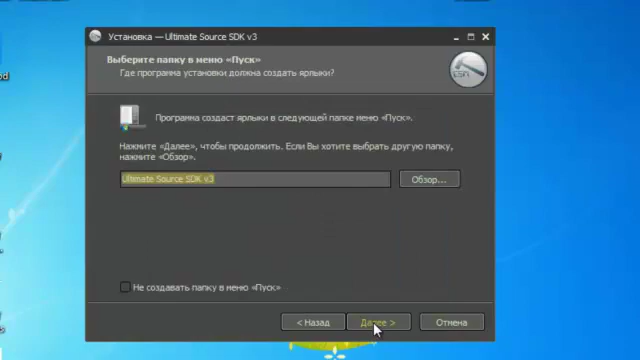 Установка — Ultimate Source SDK v3
Выберите папку в меню «Пуск»
Где программа установки должна создать ярлыки?
Программа создаст ярлыки в следующей папке меню «Пуск».
Нажмите «Далее», чтобы продолжить. Если Вы хотите выбрать другую папку,
нажмите «Обзор».
Ultimate Source SDK v3
Обзор...
Не создавать папку в меню «Пуск»
< Назад
Далее >
Отмена